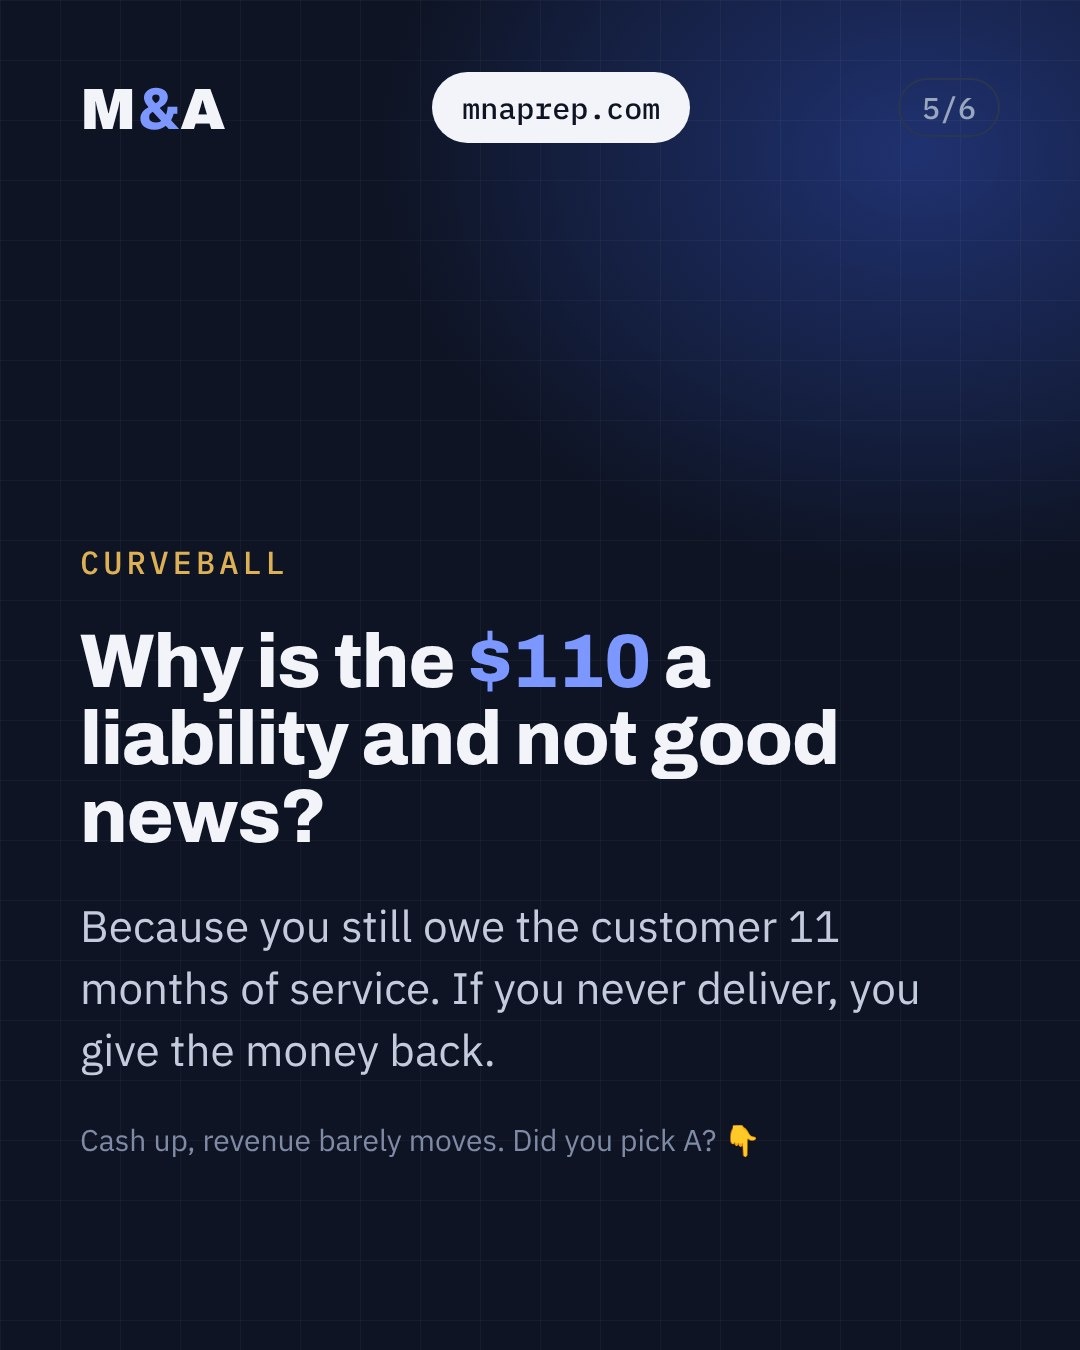 M&A
mnaprep.com
5/6
CURVEBALL
Why is the $110 a
liability and not good
news?
Because you still owe the customer 11
months of service. If you never deliver, you
give the money back.
Cash up, revenue barely moves. Did you pick A? 👇